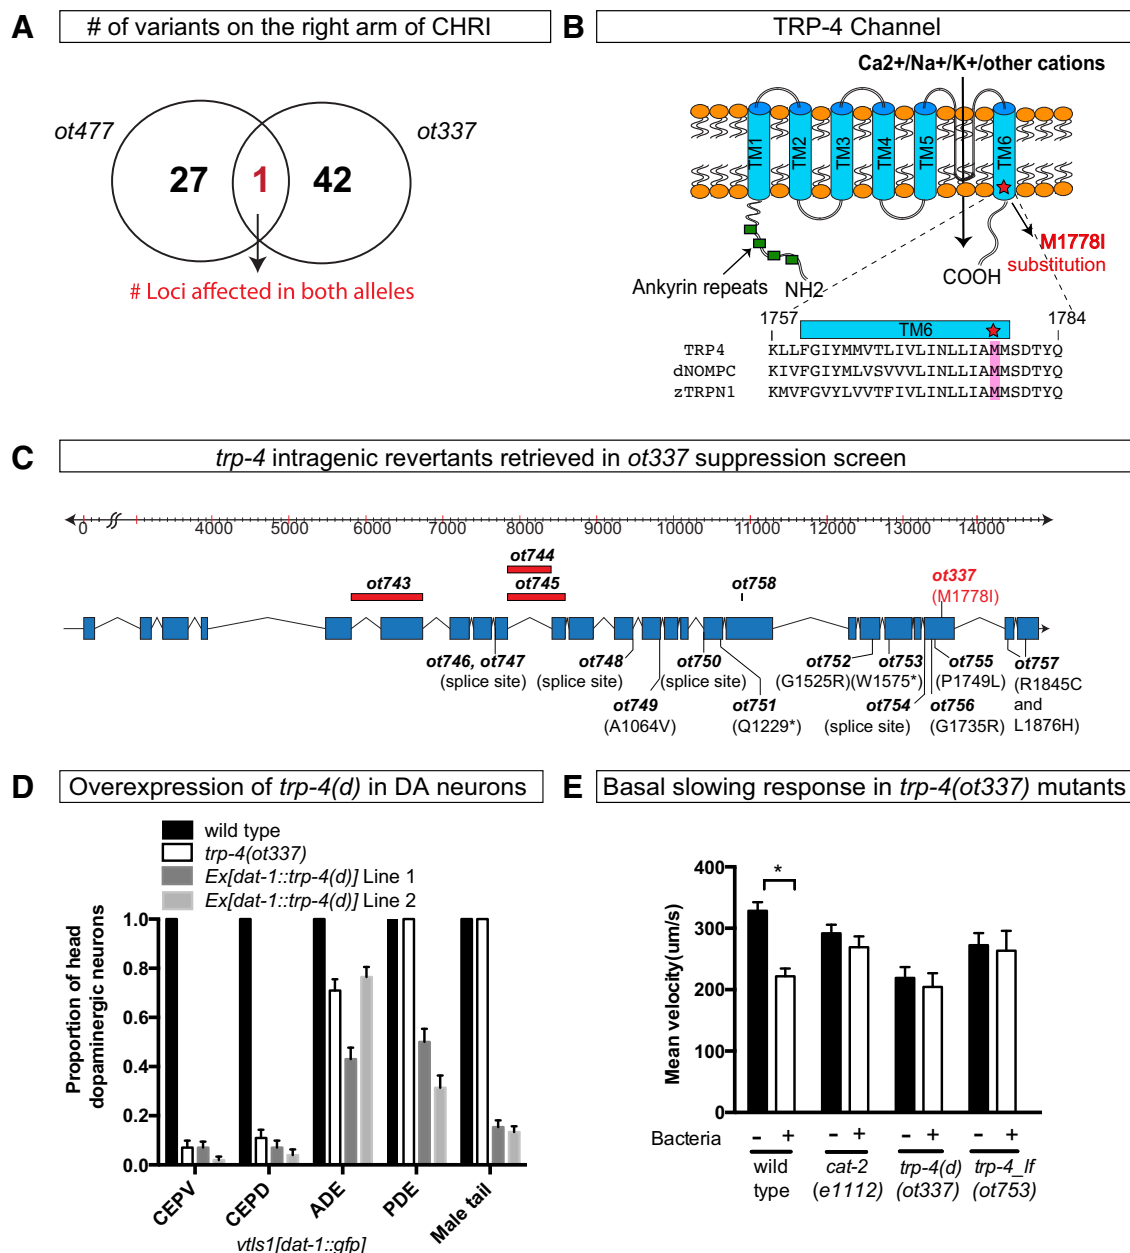 A
# of variants on the right arm of CHRI
ot477
ot337
27
1
42
# Loci affected in both alleles
B
TRP-4 Channel
Ca2+/Na+/K+/other cations
TM1
TM2
TM3
TM4
TM5
TM6
M1778I
substitution
COOH
Ankyrin repeats
NH2
1757
1784
TM6
TRP4 KLLFGIYMMVTLIVLINLLIAMMSDTYQ
dNOMPC KIVFGIYMLVSVVVLINLLIAMMSDTYQ
zTRPN1 KMVFGVYLVVTFIVLINLLIAMMSDTYQ
C
trp-4 intragenic revertants retrieved in ot337 suppression screen
0 4000 5000 6000 7000 8000 9000 10000 11000 12000 13000 14000
ot744
ot743
ot745
ot758
ot337
(M1778I)
ot746, ot747
(splice site)
ot748
(splice site)
ot749
(A1064V)
ot750
(splice site)
ot751
(Q1229*)
ot752
(G1525R)
ot753
(W1575*)
ot754
(splice site)
ot755
(P1749L)
ot756
(G1735R)
ot757
(R1845C
and
L1876H)
D
Overexpression of trp-4(d) in DA neurons
wild type
trp-4(ot337)
Ex[dat-1::trp-4(d)] Line 1
Ex[dat-1::trp-4(d)] Line 2
Proportion of head
dopaminergic neurons
1.0
0.8
0.6
0.4
0.2
0.0
CEPV
CEPD
ADE
PDE
Male tail
vtIs1[dat-1::gfp]
E
Basal slowing response in trp-4(ot337) mutants
Mean velocity(um/s)
400
300
200
100
0
*
Bacteria - + - + - + - +
wild
type
cat-2
(e1112)
trp-4(d)
(ot337)
trp-4_lf
(ot753)